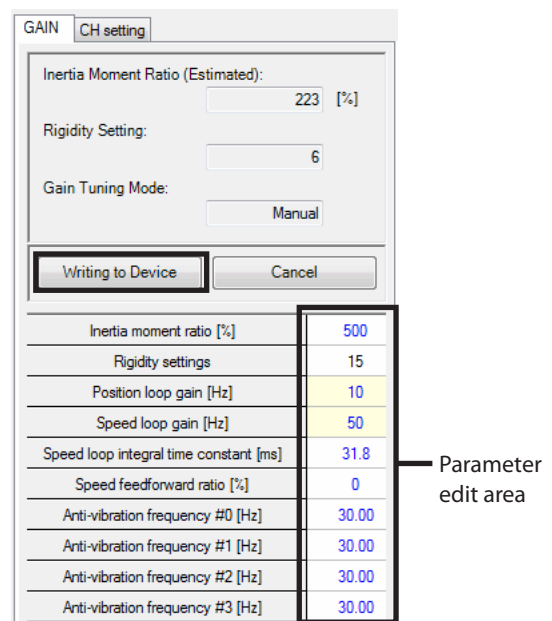 GAIN CH setting
Inertia Moment Ratio (Estimated):
223 [%]
Rigidity Setting:
6
Gain Tuning Mode:
Manual
Writing to Device Cancel
Inertia moment ratio [%] 500
Rigidity settings 15
Position loop gain [Hz] 10
Speed loop gain [Hz] 50
Speed loop integral time constant [ms] 31.8
Speed feedforward ratio [%] 0
Anti-vibration frequency #0 [Hz] 30.00
Anti-vibration frequency #1 [Hz] 30.00
Anti-vibration frequency #2 [Hz] 30.00
Anti-vibration frequency #3 [Hz] 30.00
Parameter
edit area